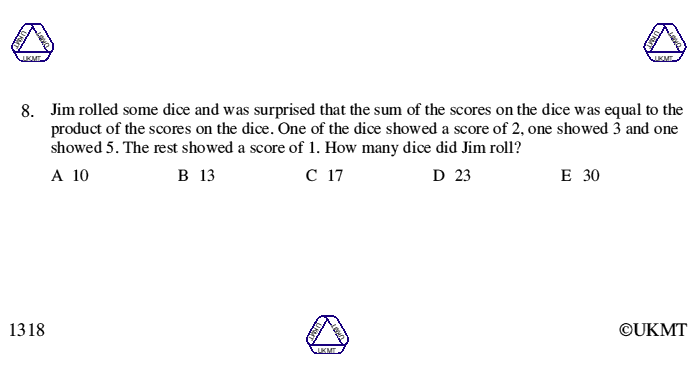 UKMT UKMT UKMT
UKMT UKMT UKMT
8. Jim rolled some dice and was surprised that the sum of the scores on the dice was equal to the
product of the scores on the dice. One of the dice showed a score of 2, one showed 3 and one
showed 5. The rest showed a score of 1. How many dice did Jim roll?
A 10 B 13 C 17 D 23 E 30
1318
UKMT UKMT UKMT
©UKMT